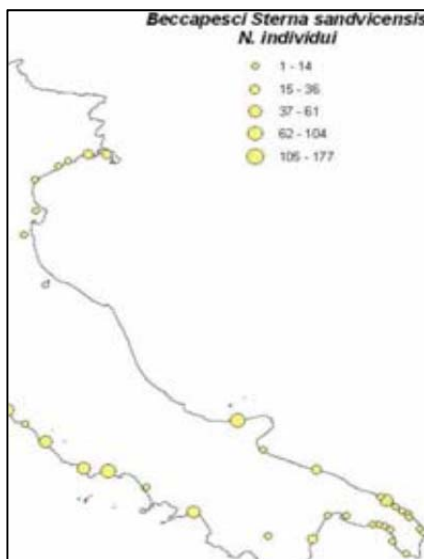 Beccapesci Sterna sandvicensis
N. individui
1 - 14
15 - 36
37 - 61
62 - 104
105 - 177